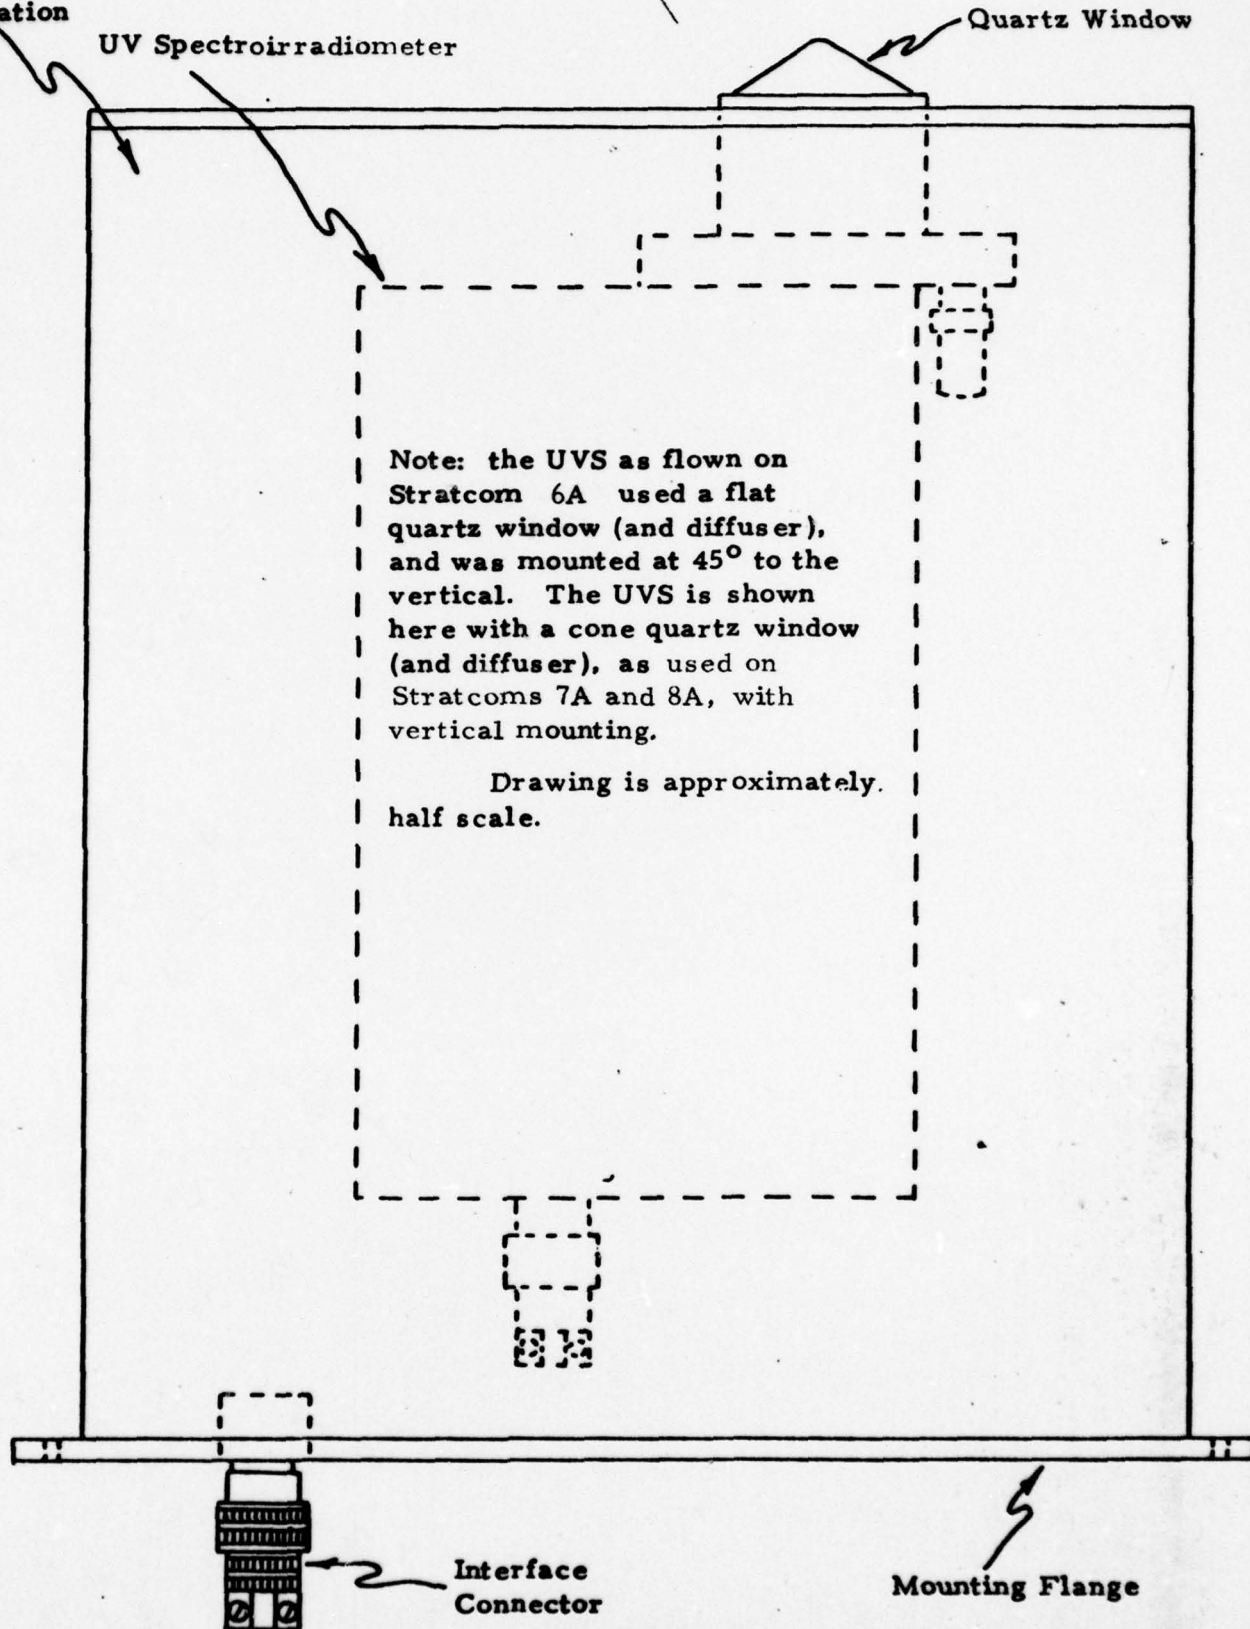 UV Spectroirradiometer
Quartz Window
Note: the UVS as flown on
Stratcom 6A used a flat
quartz window (and diffuser),
and was mounted at 45° to the
vertical. The UVS is shown
here with a cone quartz window
(and diffuser), as used on
Stratcoms 7A and 8A, with
vertical mounting.
Drawing is approximately
half scale.
Interface
Connector
Mounting Flange